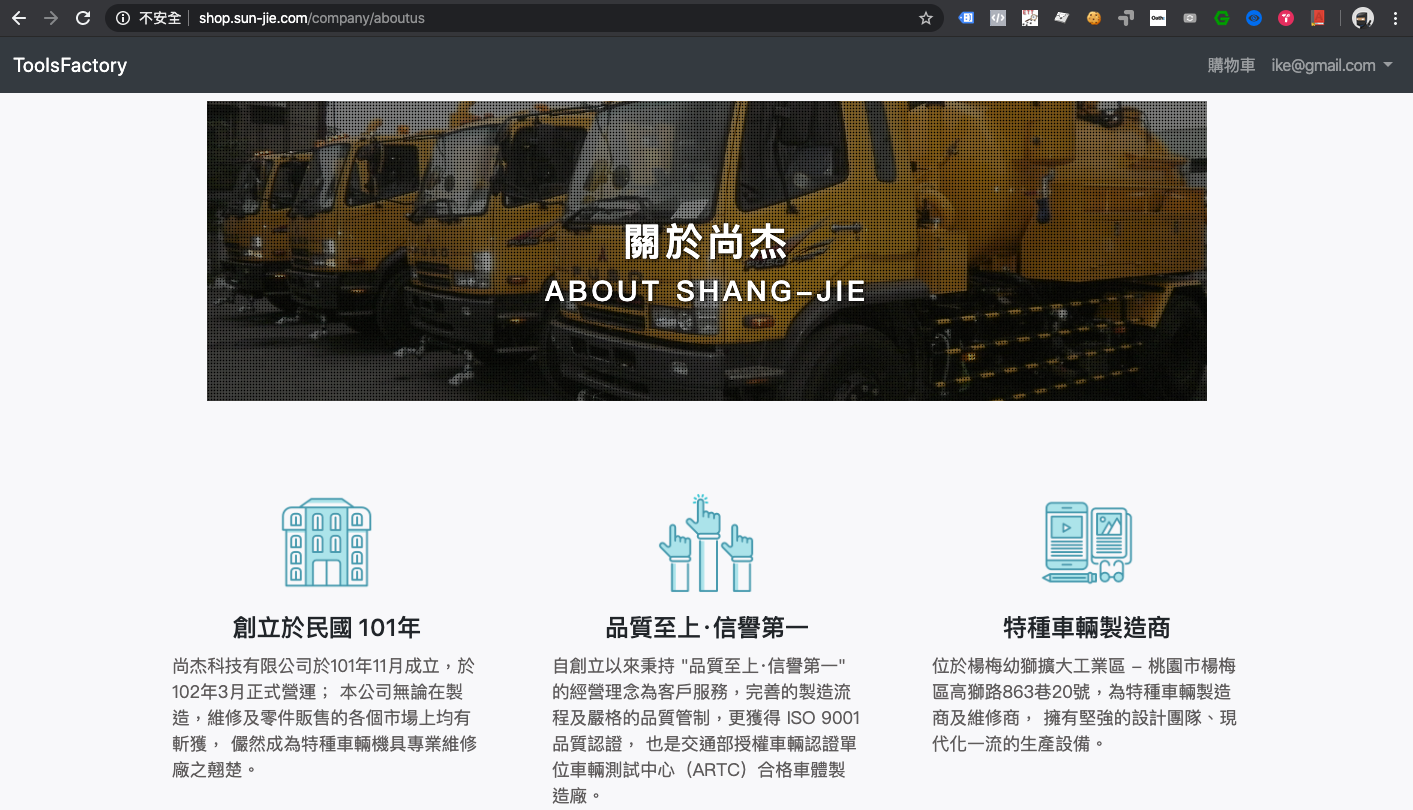 不安全
shop.sun-jie.com/company/aboutus
ToolsFactory
購物車
ike@gmail.com
關於尚杰
ABOUT SHANG-JIE
創立於民國 101年
尚杰科技有限公司於101年11月成立，於
102年3月正式營運； 本公司無論在製
造，維修及零件販售的各個市場上均有
斬獲， 儼然成為特種車輛機具專業維修
廠之翹楚。
品質至上·信譽第一
自創立以來秉持 "品質至上·信譽第一"
的經營理念為客戶服務，完善的製造流
程及嚴格的品質管制，更獲得 ISO 9001
品質認證， 也是交通部授權車輛認證單
位車輛測試中心（ARTC）合格車體製
造廠。
特種車輛製造商
位於楊梅幼獅擴大工業區 – 桃園市楊梅
區高獅路863巷20號，為特種車輛製造
商及維修商， 擁有堅強的設計團隊、現
代化一流的生產設備。